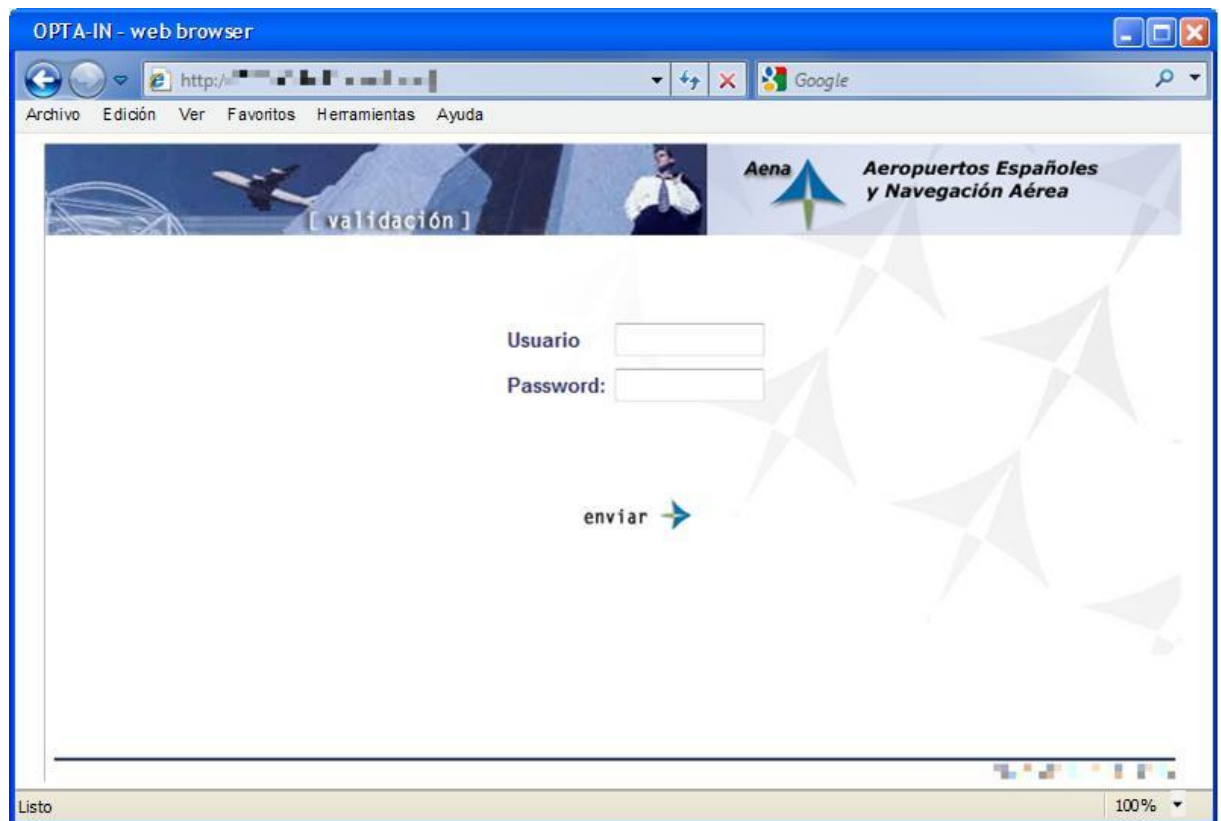 OPTA-IN - web browser
http:/
Google
Archivo Edición Ver Favoritos Herramientas Ayuda
[ validación ]
Aena
Aeropuertos Españoles
y Navegación Aérea
Usuario
Password:
enviar
Listo
100%